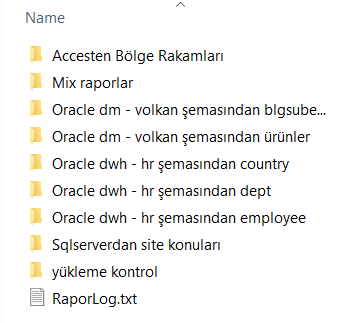 Name
Accesten Bölge Rakamları
Mix raporlar
Oracle dm - volkan şemasından blgsube...
Oracle dm - volkan şemasından ürünler
Oracle dwh - hr şemasından country
Oracle dwh - hr şemasından dept
Oracle dwh - hr şemasından employee
Sqlserverdan site konuları
yükleme kontrol
RaporLog.txt